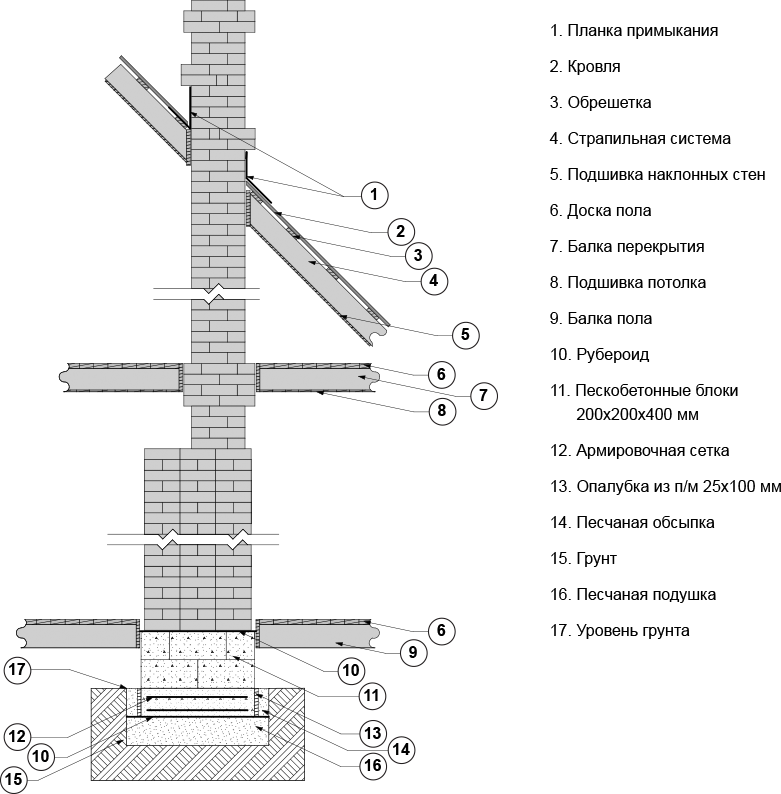 1. Планка примыкания
2. Кровля
3. Обрешетка
4. Страпильная система
5. Подшивка наклонных стен
6. Доска пола
7. Балка перекрытия
8. Подшивка потолка
9. Балка пола
10. Рубероид
11. Пескобетонные блоки
200х200х400 мм
12. Армировочная сетка
13. Опалубка из п/м 25х100 мм
14. Песчаная обсыпка
15. Грунт
16. Песчаная подушка
17. Уровень грунта
1
2
3
4
5
6
7
8
6
9
10
17
11
12
13
10
14
15
16